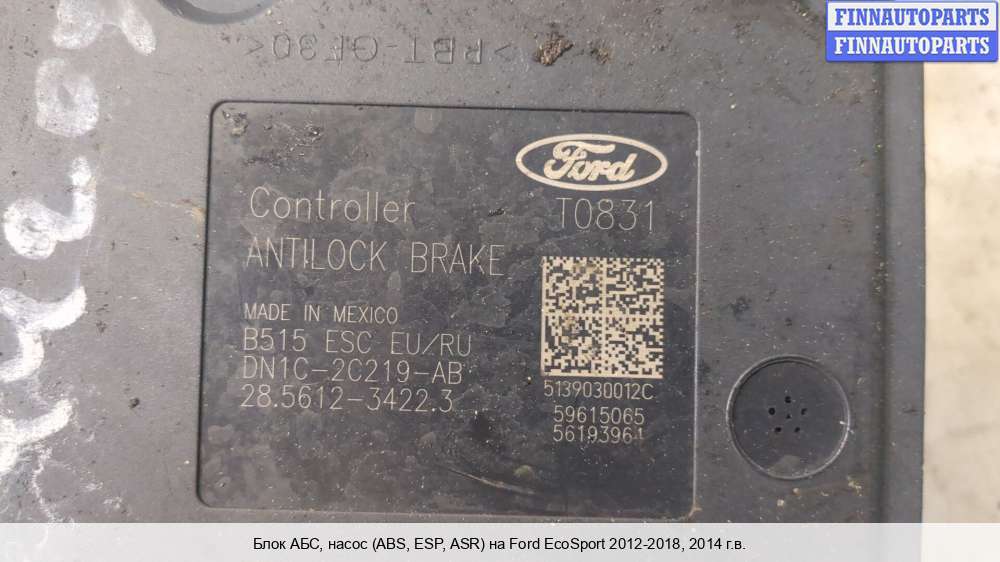 FINNAUTOPARTS
FINNAUTOPARTS
>PBT-GF30<
Ford
Controller
T0831
ANTILOCK BRAKE
MADE IN MEXICO
B515 ESC EU/RU
DN1C-2C219-AB
28.5612-3422.3
5139030012C
59615065
56193964
Блок АБС, насос (ABS, ESP, ASR) на Ford EcoSport 2012-2018, 2014 г.в.